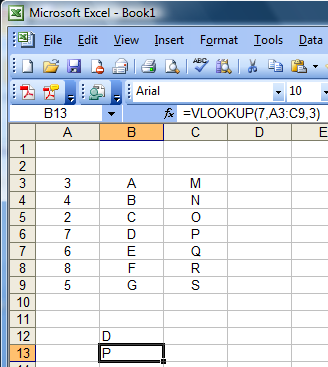 Microsoft Excel - Book1
File Edit View Insert Format Tools Data
Arial 10
B13 fx =VLOOKUP(7,A3:C9,3)
A B C D E
1
2
3 3 A M
4 4 B N
5 2 C O
6 7 D P
7 6 E Q
8 8 F R
9 5 G S
10
11
12 D
13 P